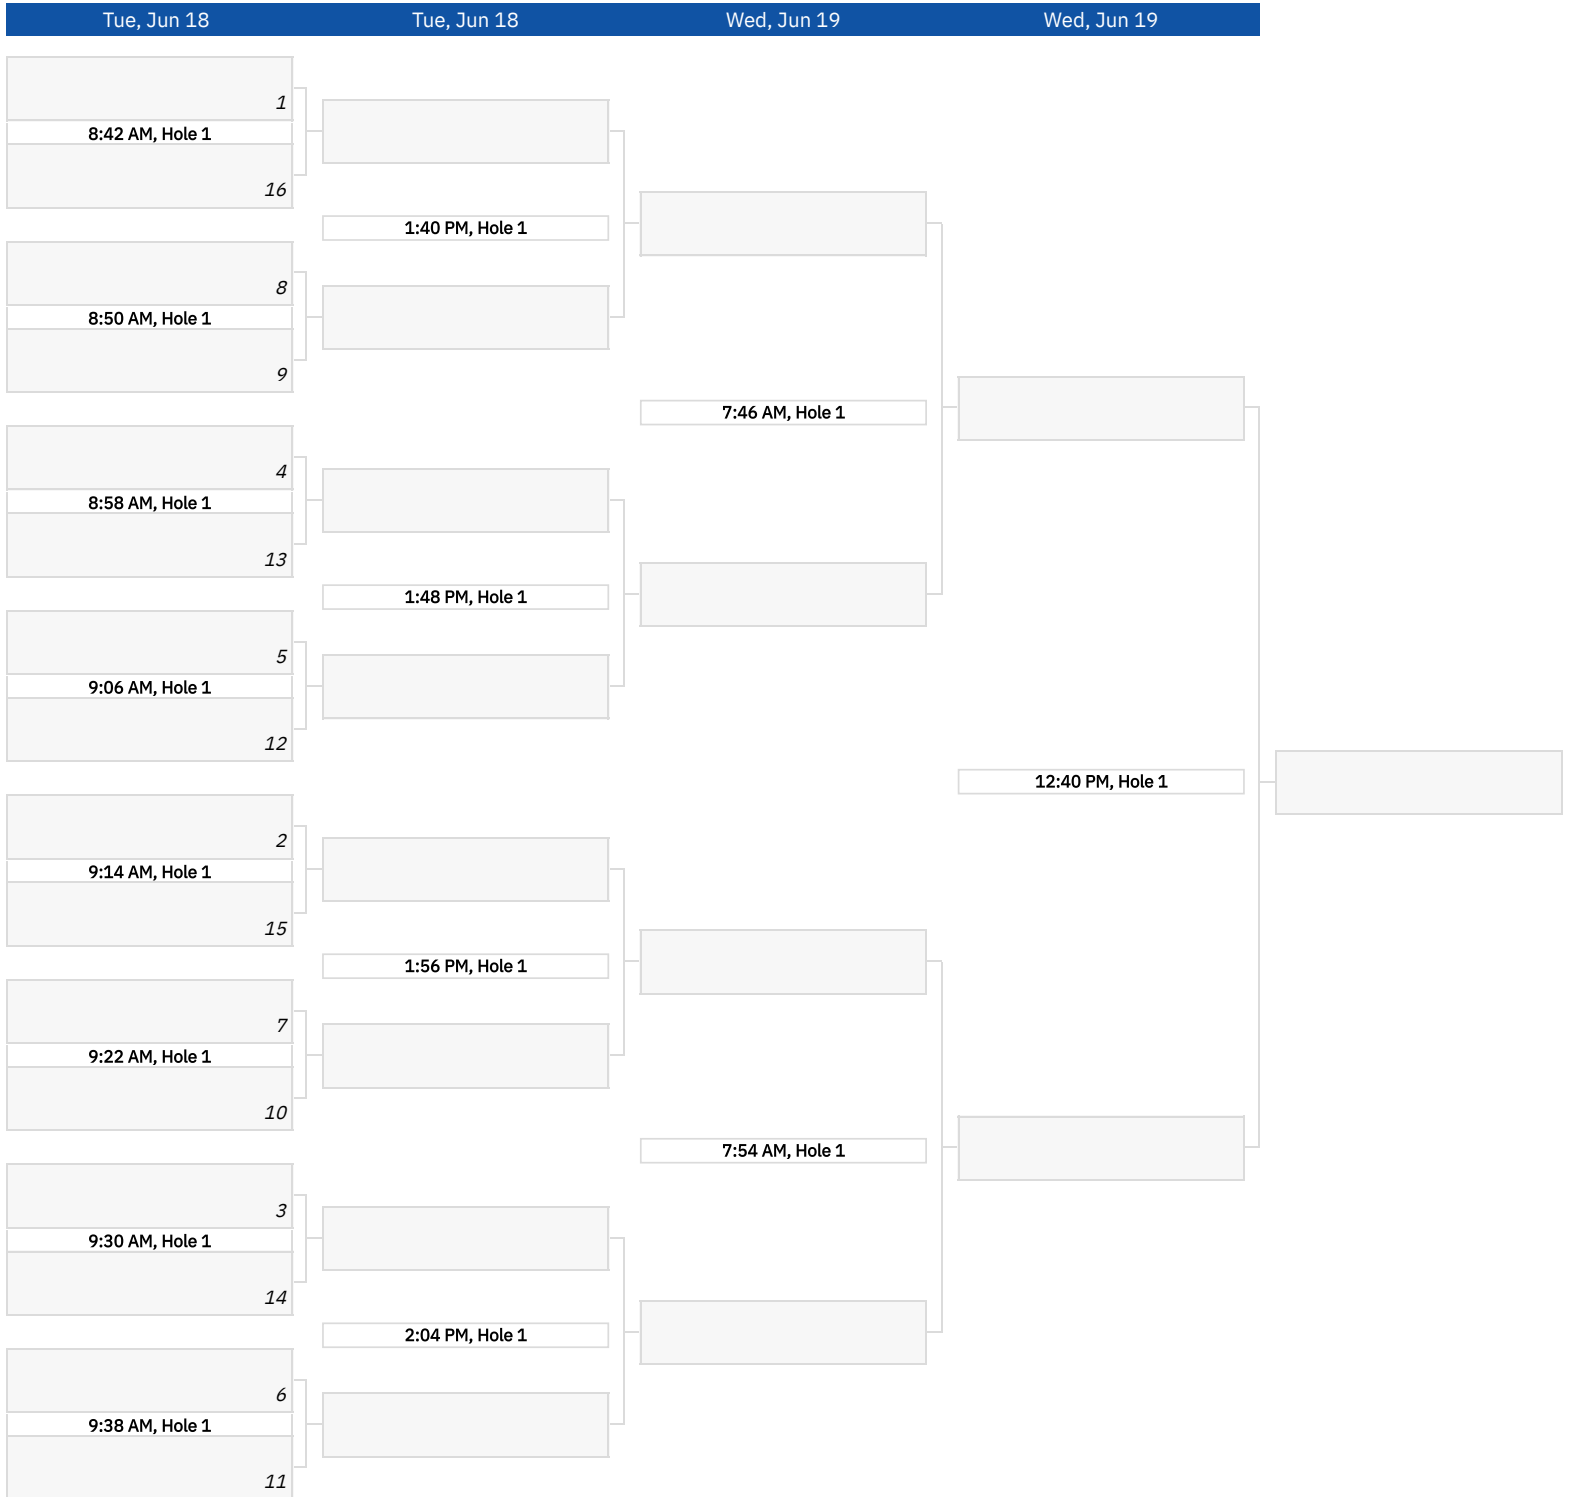 Tue, Jun 18
Tue, Jun 18
Wed, Jun 19
Wed, Jun 19
1
8:42 AM, Hole 1
16
1:40 PM, Hole 1
8
8:50 AM, Hole 1
9
7:46 AM, Hole 1
4
8:58 AM, Hole 1
13
1:48 PM, Hole 1
5
9:06 AM, Hole 1
12
12:40 PM, Hole 1
2
9:14 AM, Hole 1
15
1:56 PM, Hole 1
7
9:22 AM, Hole 1
10
7:54 AM, Hole 1
3
9:30 AM, Hole 1
14
2:04 PM, Hole 1
6
9:38 AM, Hole 1
11